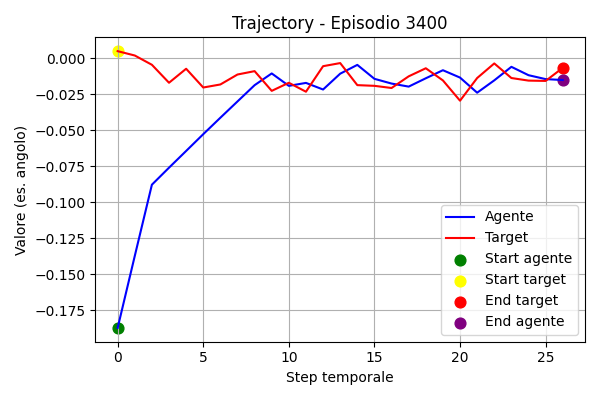 Trajectory - Episodio 3400
Valore (es. angolo)
0.000
−0.025
−0.050
−0.075
−0.100
−0.125
−0.150
−0.175
Agente
Target
Start agente
Start target
End target
End agente
0 5 10 15 20 25
Step temporale